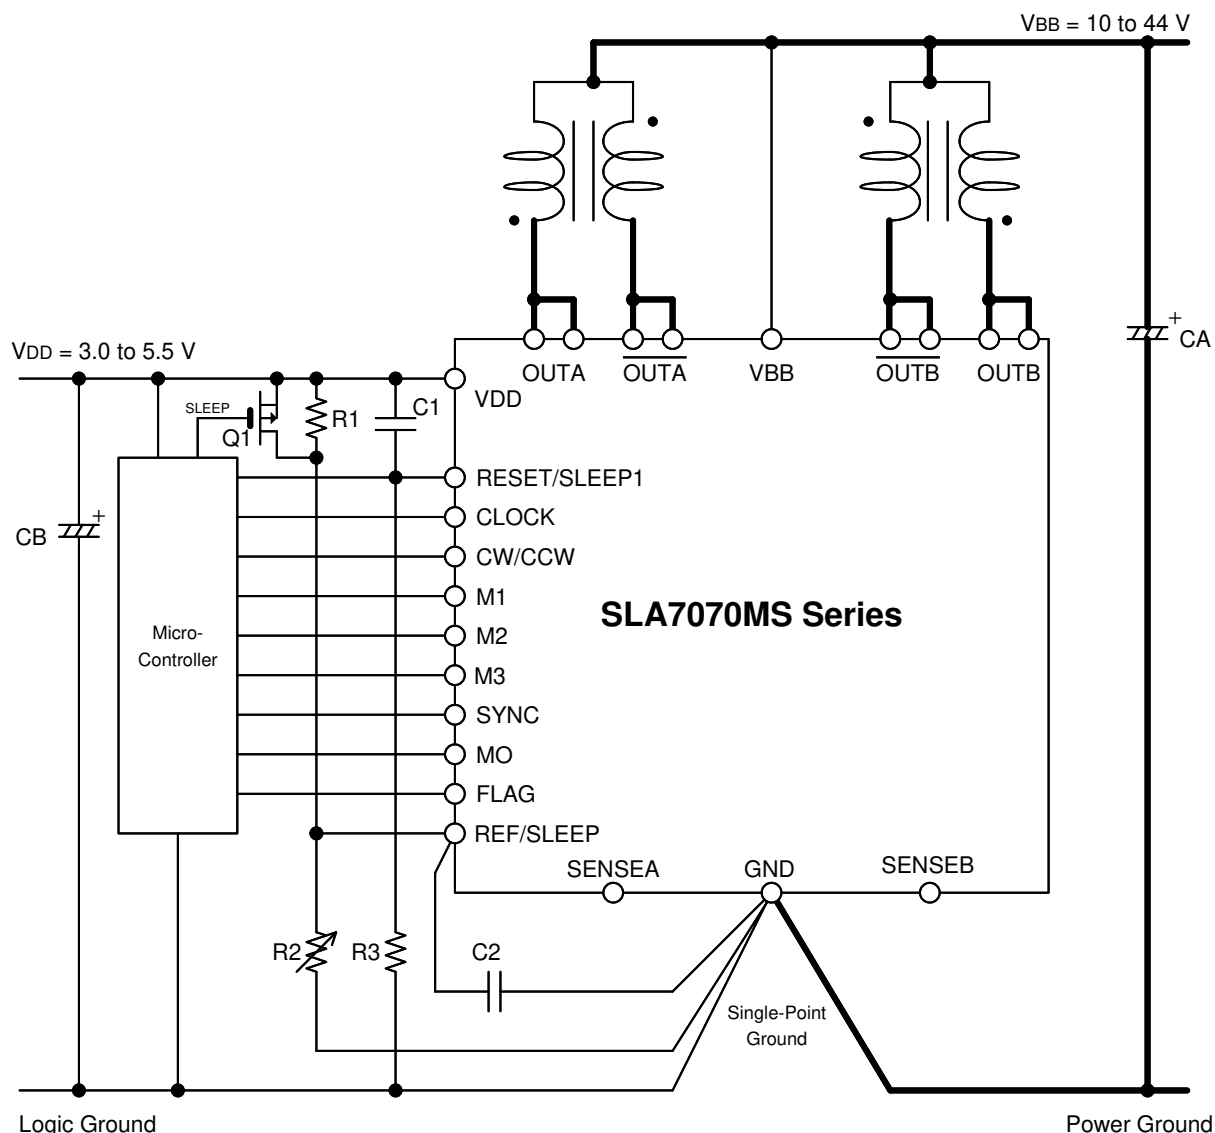 VBB = 10 to 44 V
CA
VDD = 3.0 to 5.5 V
OUTA
OUTA
VBB
OUTB
OUTB
VDD
SLEEP
Q1
R1
C1
RESET/SLEEP1
CLOCK
CB
CW/CCW
M1
SLA7070MS Series
Micro-
Controller
M2
M3
SYNC
MO
FLAG
REF/SLEEP
SENSEA
GND
SENSEB
R2
R3
C2
Single-Point
Ground
Logic Ground
Power Ground